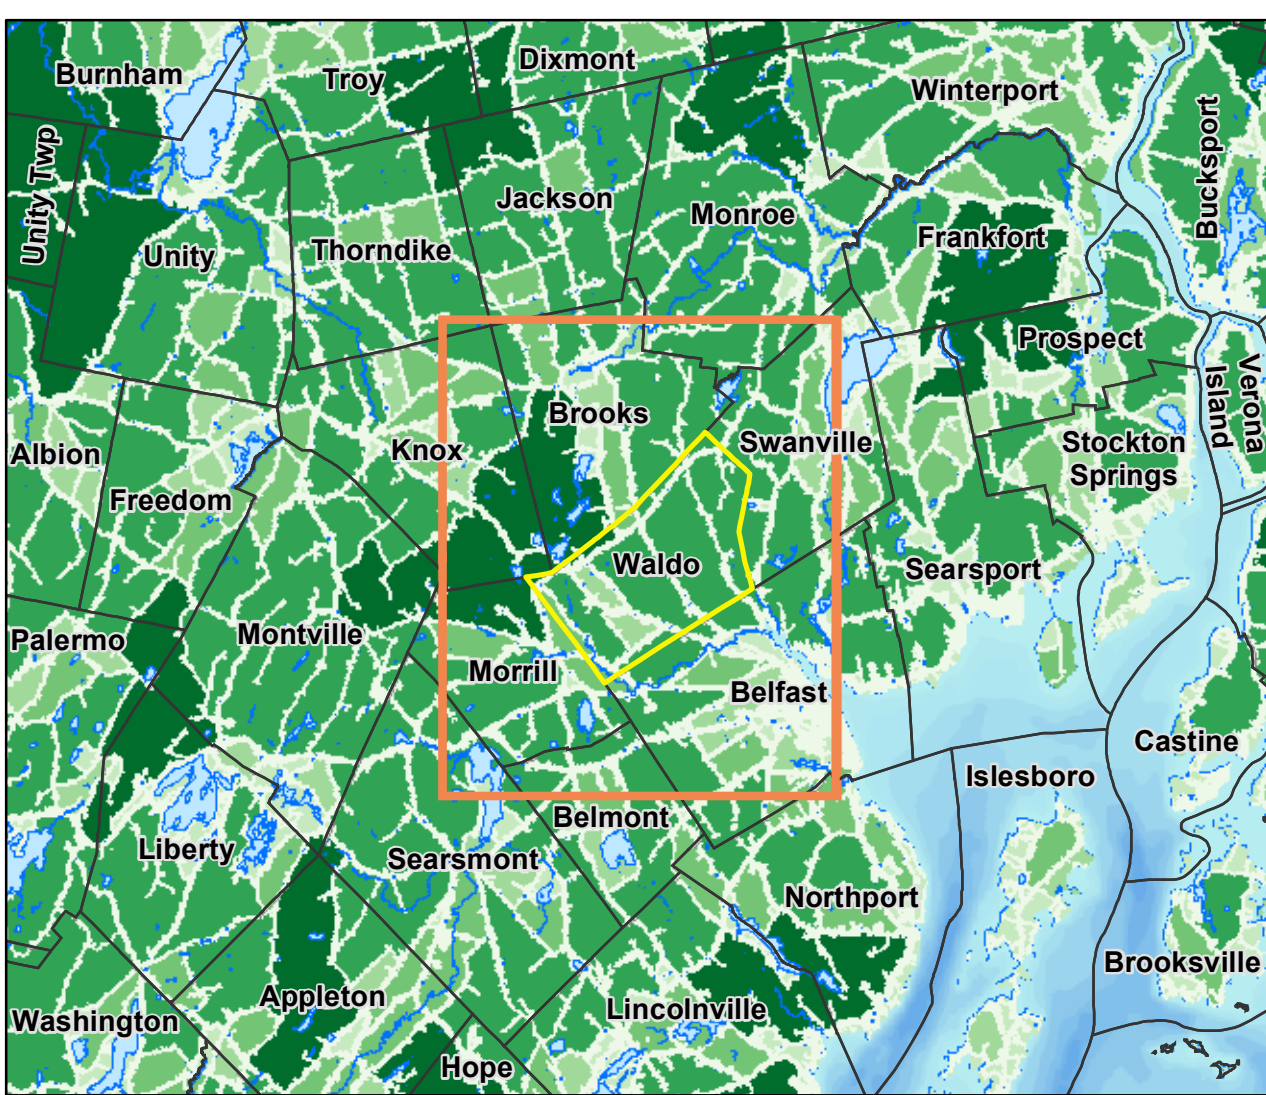 Burnham
Troy
Dixmont
Winterport
Bucksport
Unity Twp
Jackson
Monroe
Unity
Thorndike
Frankfort
Prospect
Verona
Island
Brooks
Knox
Swanville
Stockton
Springs
Albion
Freedom
Waldo
Searsport
Palermo
Montville
Morrill
Belfast
Castine
Islesboro
Belmont
Liberty
Searsmont
Northport
Brooksville
Appleton
Lincolnville
Washington
Hope